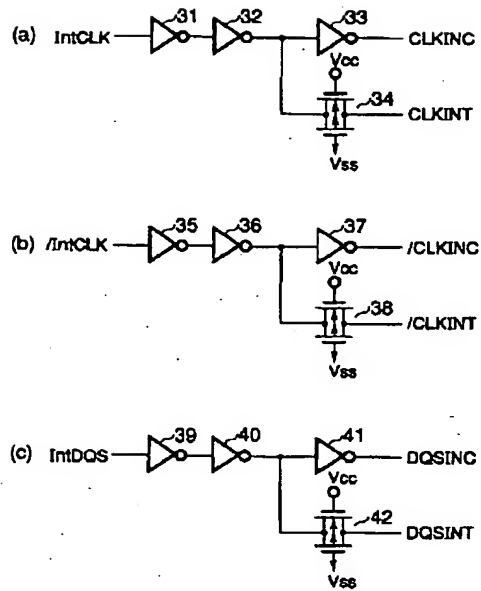 (a) IntCLK 31 32 33 CLKINC
Vcc
34
CLKINT
Vss
(b) /IntCLK 35 36 37 /CLKINC
Vcc
38
/CLKINT
Vss
(c) IntDQS 39 40 41 DQSINC
Vcc
42
DQSINT
Vss